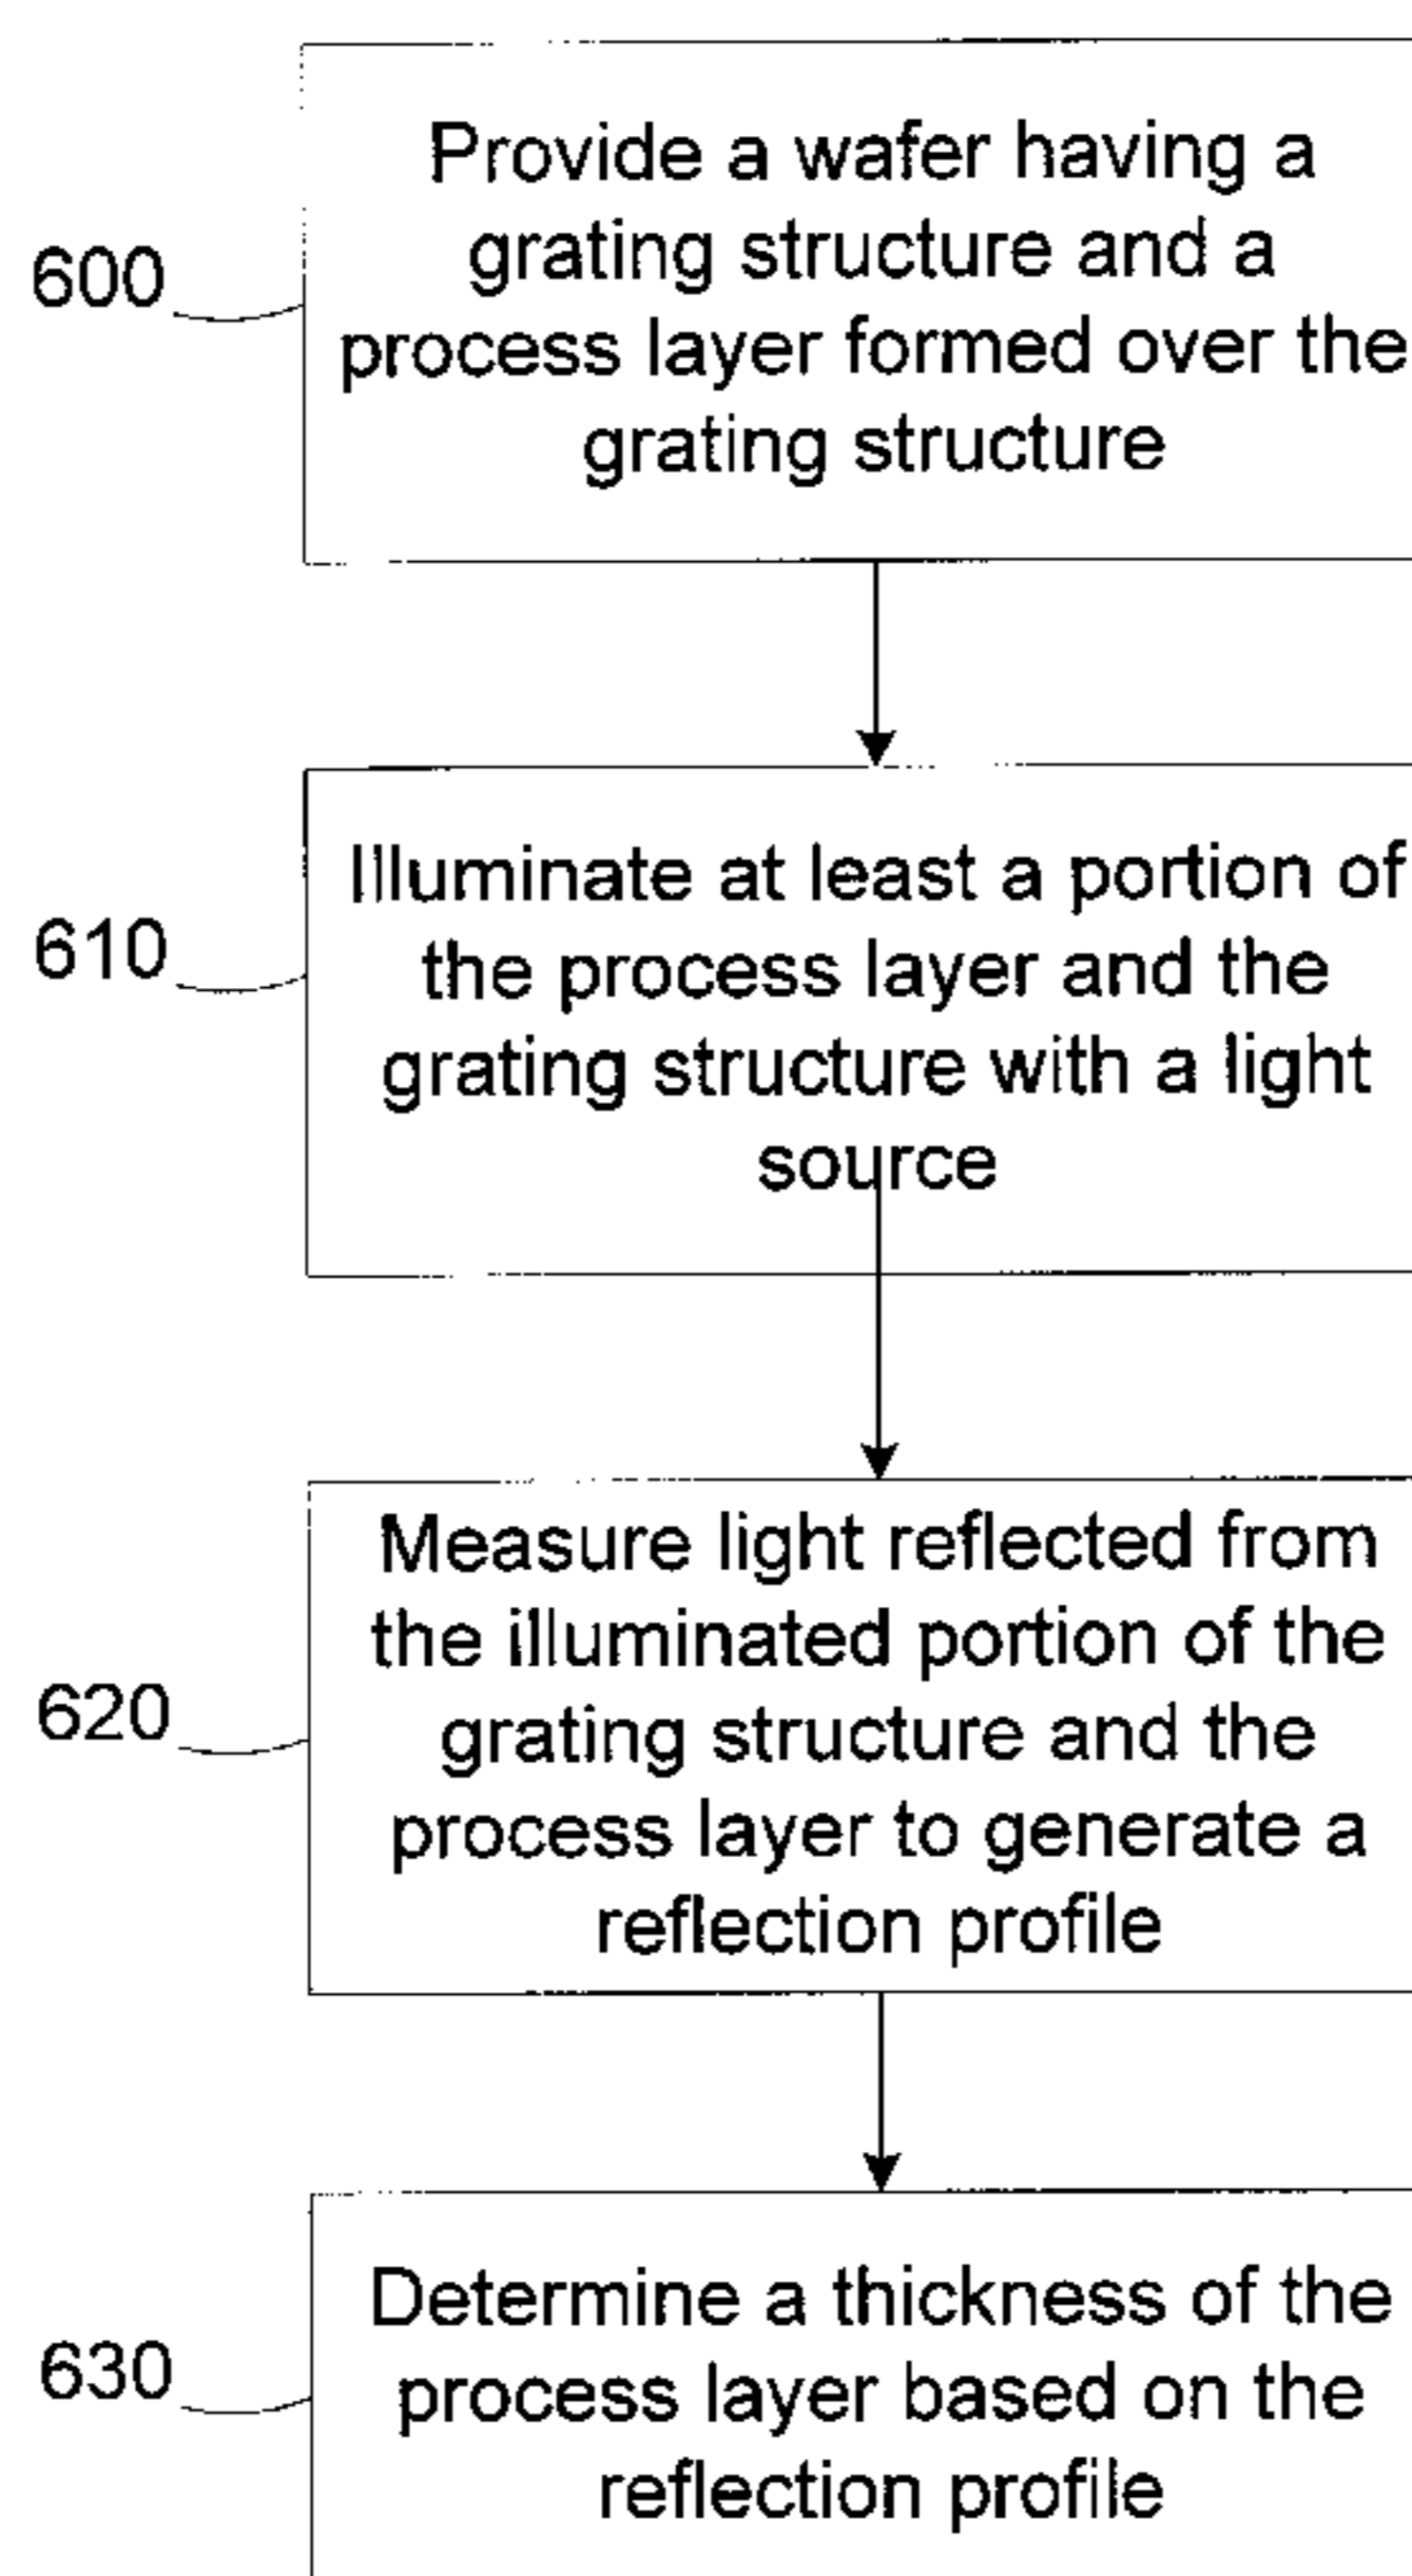 Provide a wafer having a
grating structure and a
600
process layer formed over the
grating structure
Illuminate at least a portion of
610
the process layer and the
grating structure with a light
source
Measure light reflected from
the illuminated portion of the
620
grating structure and the
process layer to generate a
reflection profile
Determine a thickness of the
630
process layer based on the
reflection profile